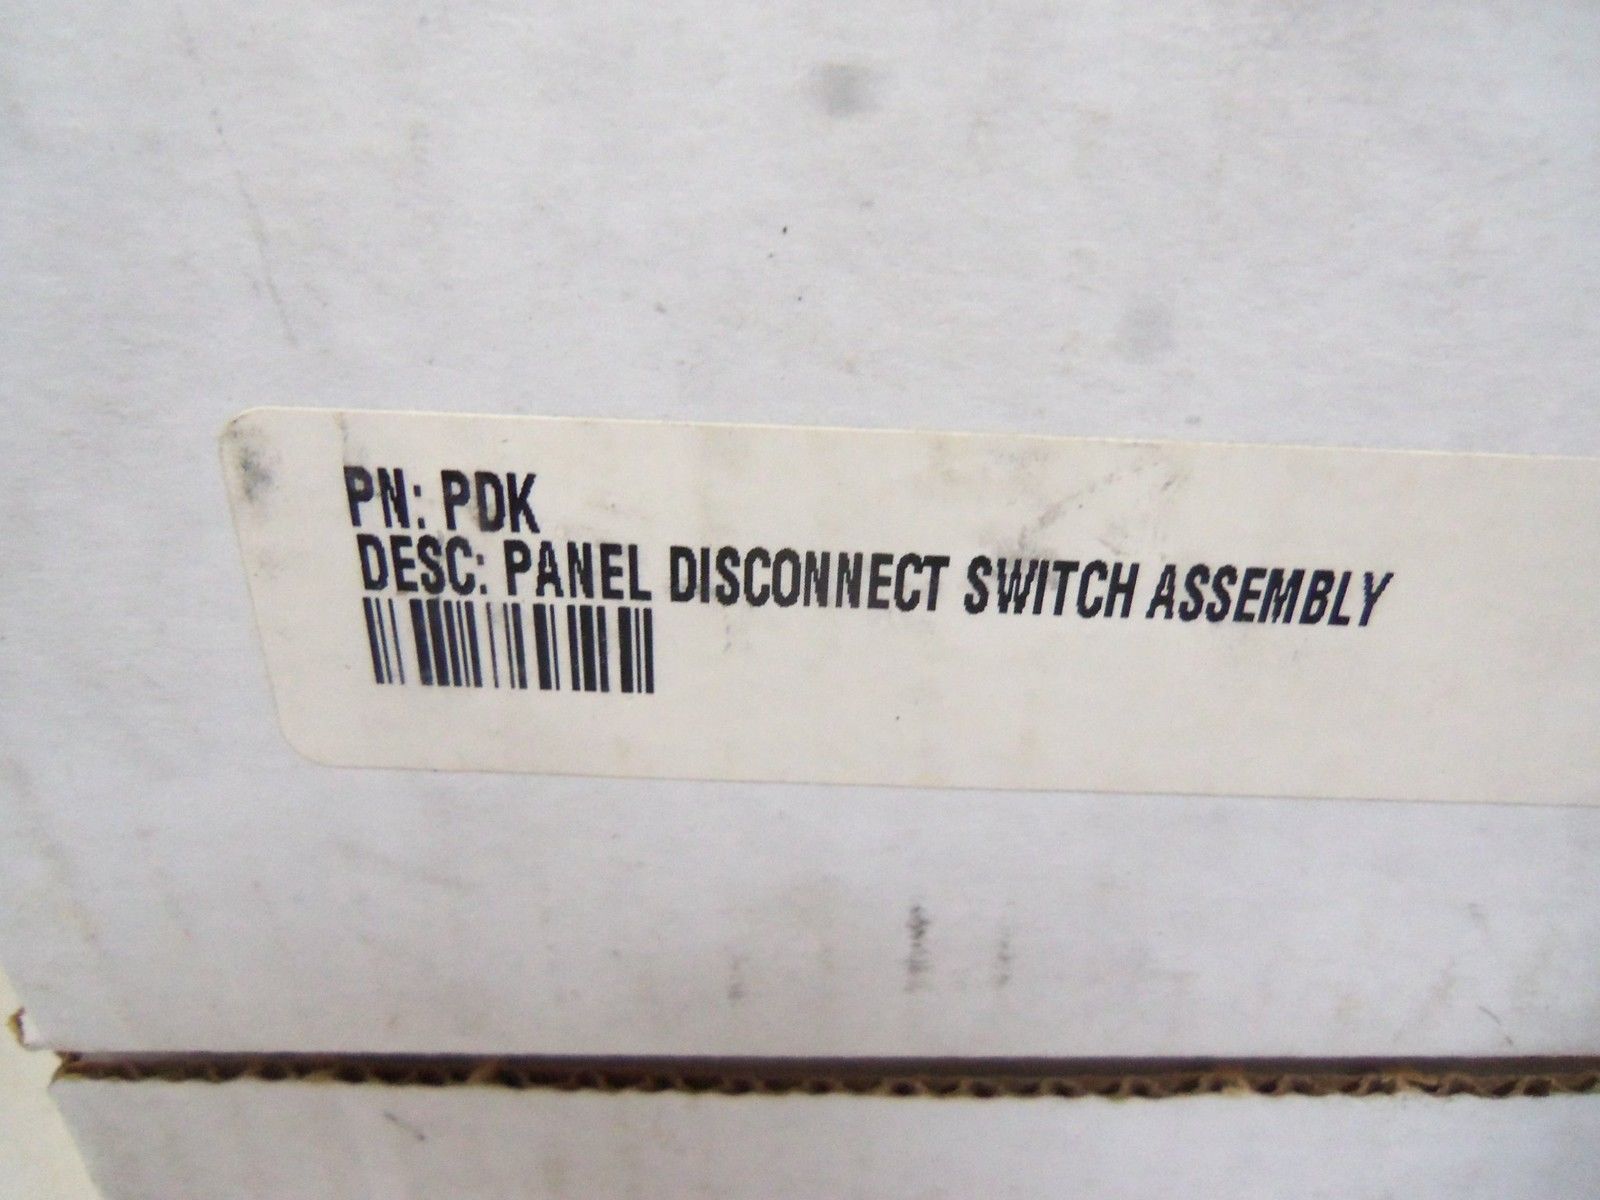 PN: PDK
DESC: PANEL DISCONNECT SWITCH ASSEMBLY